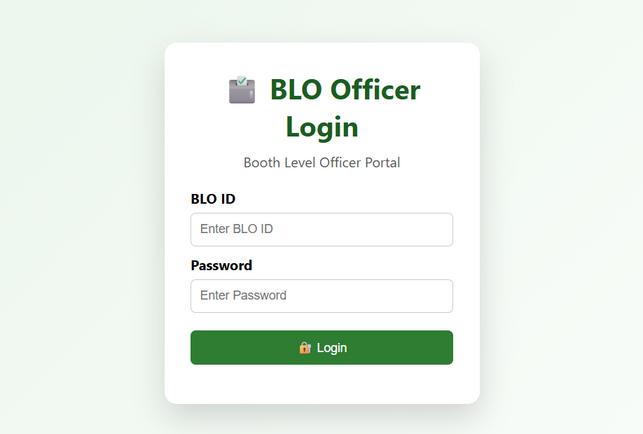 🗳️ BLO Officer
Login
Booth Level Officer Portal
BLO ID
Enter BLO ID
Password
Enter Password
🔐 Login